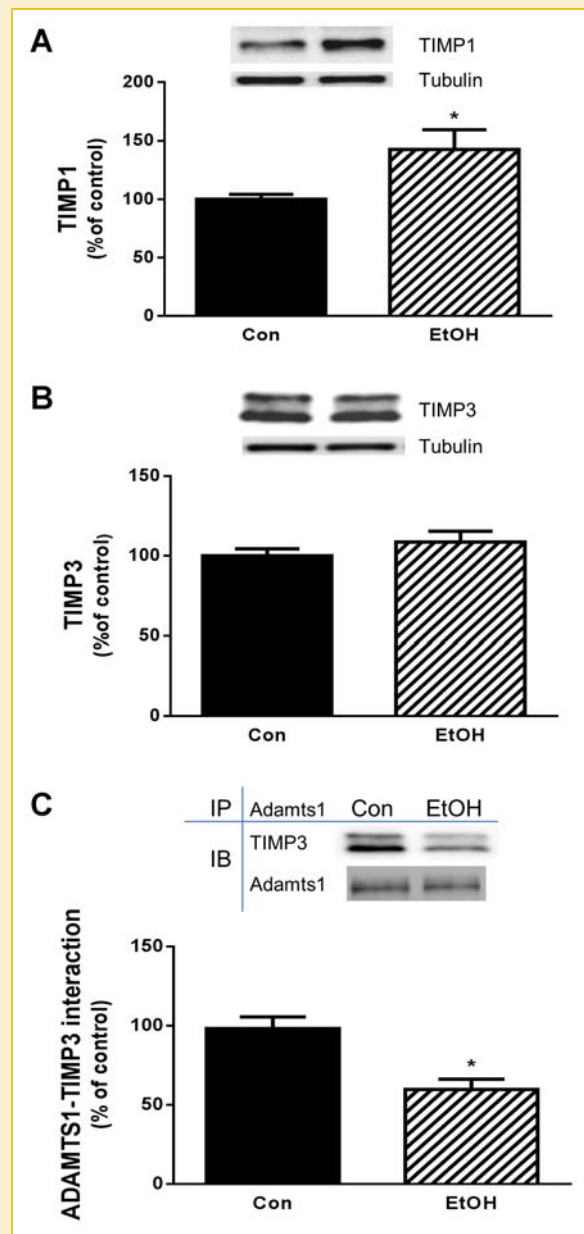 A
TIMP1
Tubulin
200
150
100
50
0
TIMP1
(%of control)
*
Con EtOH
B
TIMP3
Tubulin
150
100
50
0
TIMP3
(%of control)
Con EtOH
C
IP Adamts1 Con EtOH
IB TIMP3
Adamts1
150
100
50
0
ADAMTS1-TIMP3 interaction
(% of control)
*
Con EtOH